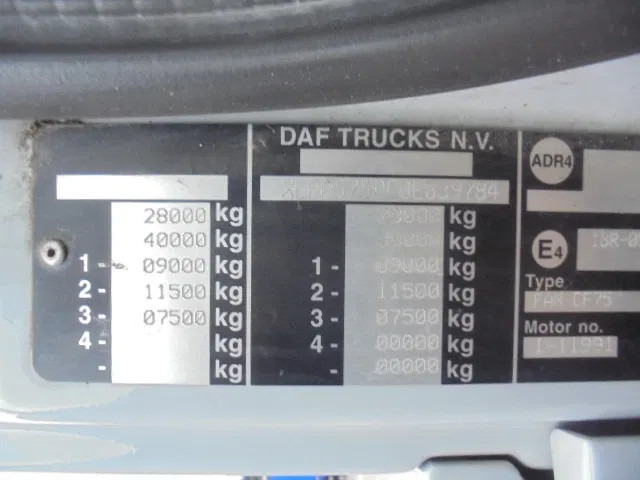 DAF TRUCKS N.V.
ADR4
28000 kg kg
40000 kg kg
E4
1- 09000 kg 1- 09000 kg
2- 11500 kg 2- 11500 kg
Type
FAN CF75
3- 07500 kg 3- 07500 kg
Motor no.
4- kg 4- 00000 kg
1-11991
- kg - 00000 kg